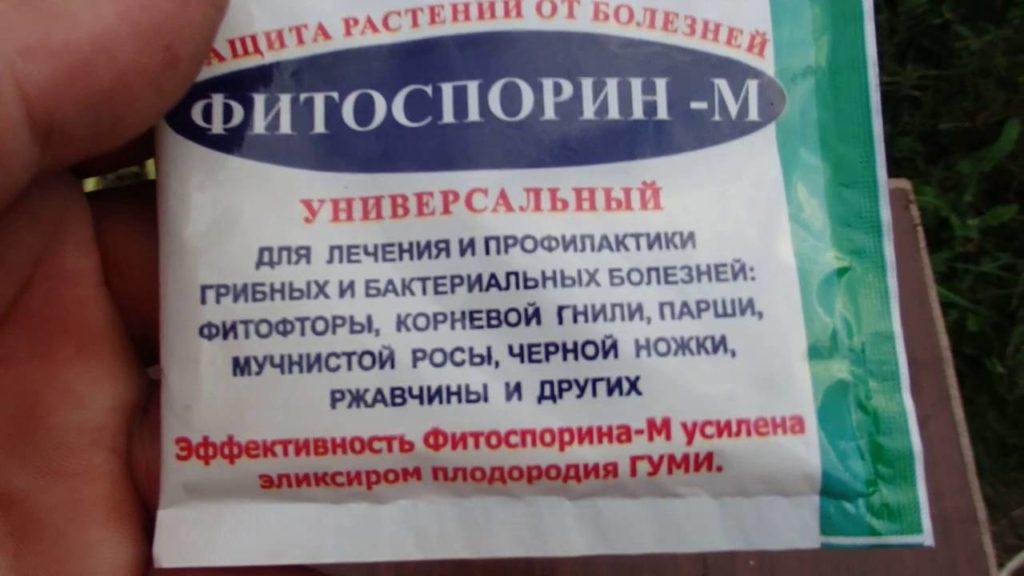 ЗАЩИТА РАСТЕНИЙ ОТ БОЛЕЗНЕЙ
ФИТОСПОРИН -М
УНИВЕРСАЛЬНЫЙ
ДЛЯ ЛЕЧЕНИЯ И ПРОФИЛАКТИКИ
ГРИБНЫХ И БАКТЕРИАЛЬНЫХ БОЛЕЗНЕЙ:
ФИТОФТОРЫ, КОРНЕВОЙ ГНИЛИ, ПАРШИ,
МУЧНИСТОЙ РОСЫ, ЧЕРНОЙ НОЖКИ,
РЖАВЧИНЫ И ДРУГИХ
Эффективность Фитоспорина-М усилена
эликсиром плодородия ГУМИ.